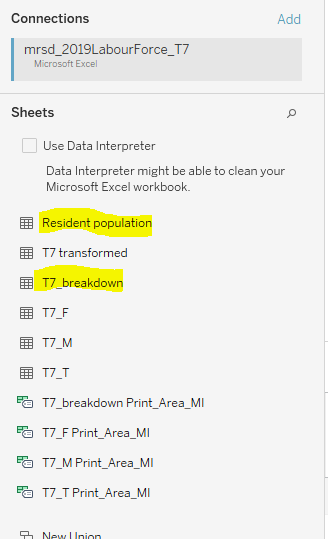 Connections
Add
mrsd_2019LabourForce_T7
Microsoft Excel
Sheets
Use Data Interpreter
Data Interpreter might be able to clean your
Microsoft Excel workbook.
Resident population
T7 transformed
T7_breakdown
T7_F
T7_M
T7_T
T7_breakdown Print_Area_MI
T7_F Print_Area_MI
T7_M Print_Area_MI
T7_T Print_Area_MI
New Union